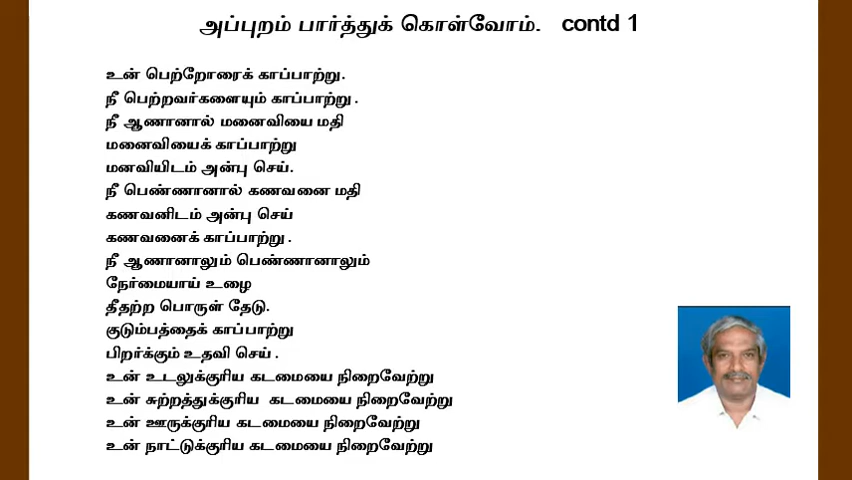 அப்புறம் பார்த்துக் கொள்வோம். contd 1
உன் பெற்றோரைக் காப்பாற்று.
நீ பெற்றவர்களையும் காப்பாற்று .
நீ ஆணானால் மனைவியை மதி
மனைவியைக் காப்பாற்று
மனவியிடம் அன்பு செய்.
நீ பெண்ணானால் கணவனை மதி
கணவனிடம் அன்பு செய்
கணவனைக் காப்பாற்று .
நீ ஆணானாலும் பெண்ணானாலும்
நேர்மையாய் உழை
தீதற்ற பொருள் தேடு.
குடும்பத்தைக் காப்பாற்று
பிறர்க்கும் உதவி செய் .
உன் உடலுக்குரிய கடமையை நிறைவேற்று
உன் சுற்றத்துக்குரிய கடமையை நிறைவேற்று
உன் ஊருக்குரிய கடமையை நிறைவேற்று
உன் நாட்டுக்குரிய கடமையை நிறைவேற்று